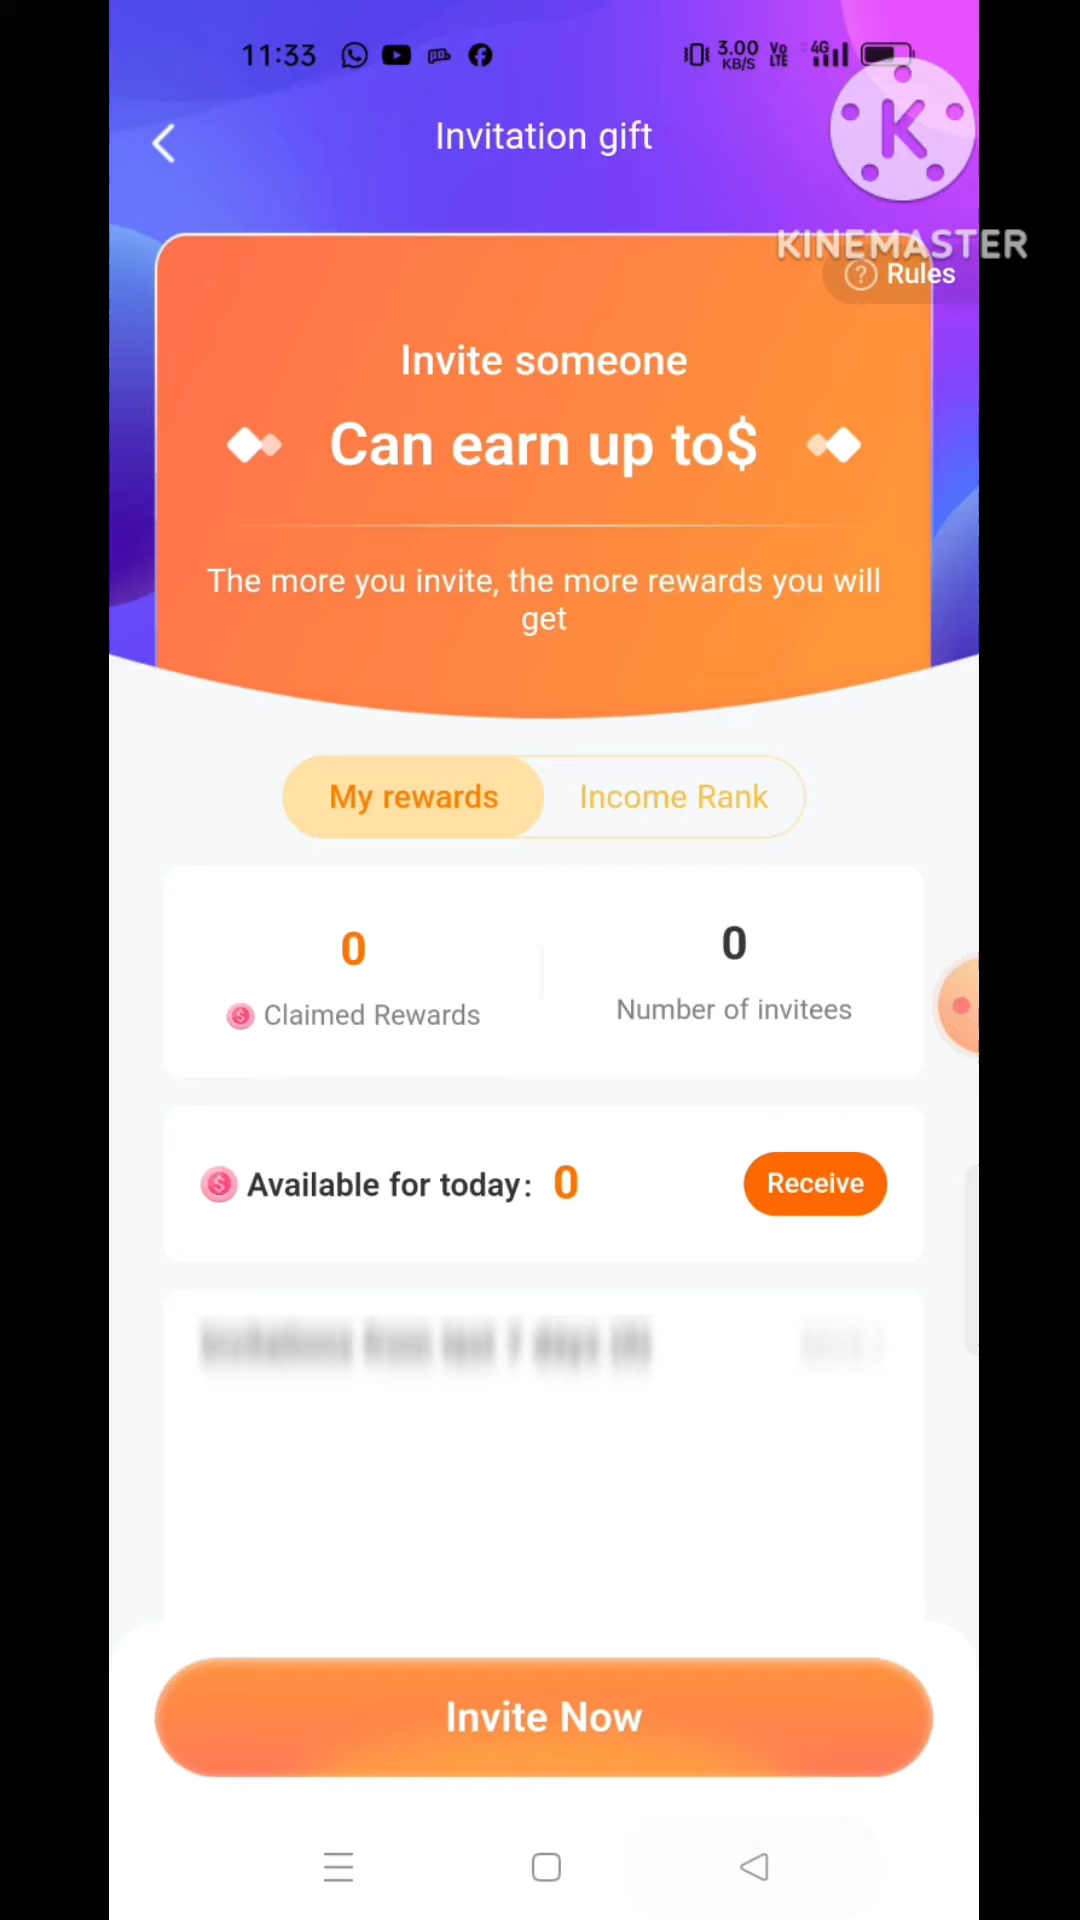 11:33
3.00 KB/S
Vo LTE
4G
Invitation gift
K
KINEMASTER
? Rules
Invite someone
Can earn up to$
The more you invite, the more rewards you will
get
My rewards
Income Rank
0
0
Claimed Rewards
Number of invitees
Available for today: 0
Receive
Invite Now